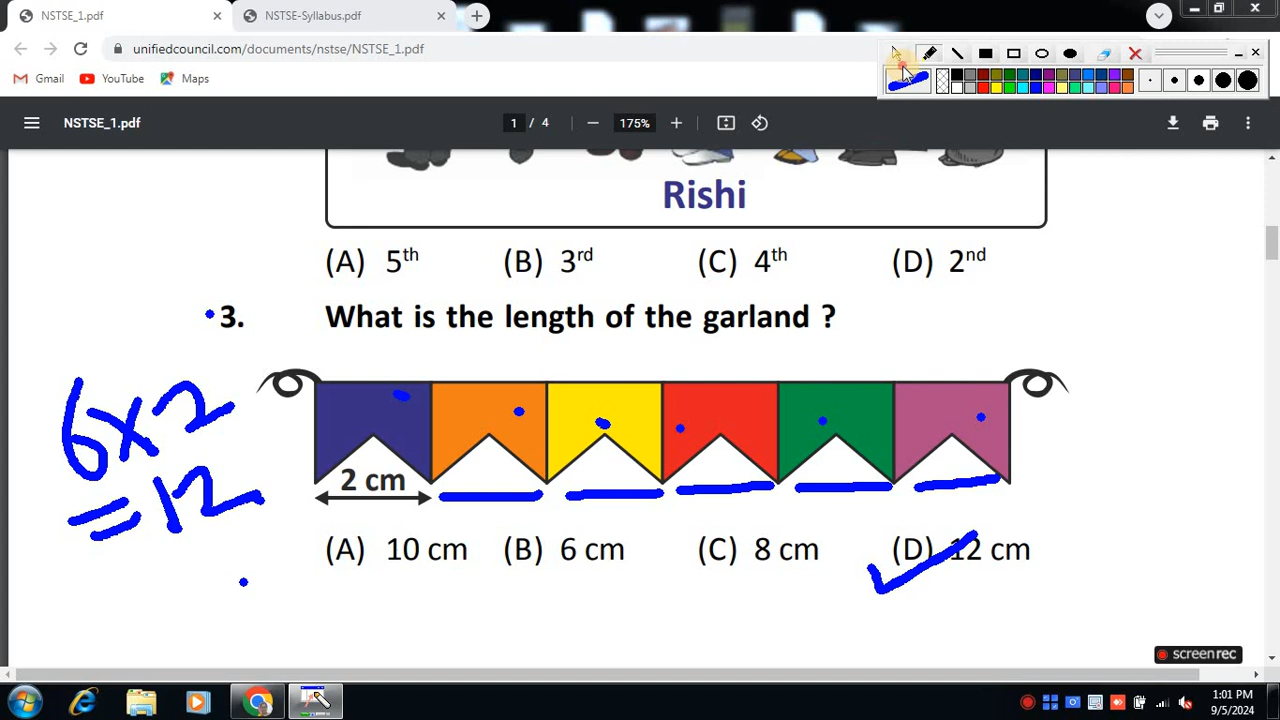 NSTSE_1.pdf
NSTSE-Syllabus.pdf
unifiedcouncil.com/documents/nstse/NSTSE_1.pdf
Gmail YouTube Maps
NSTSE_1.pdf 1 / 4 175%
Rishi
(A) 5th (B) 3rd (C) 4th (D) 2nd
3. What is the length of the garland ?
6x2
=12
2 cm
(A) 10 cm (B) 6 cm (C) 8 cm (D) 12 cm
screenrec
1:01 PM
9/5/2024